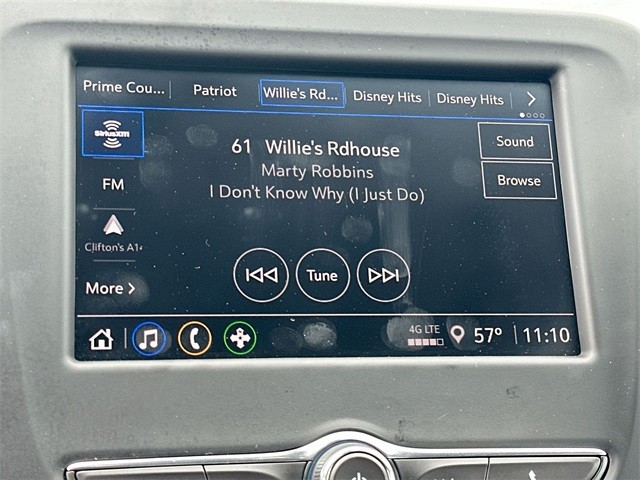 Prime Cou... Patriot Willie's Rd... Disney Hits Disney Hits
SiriusXM
61 Willie's Rdhouse
Marty Robbins
I Don't Know Why (I Just Do)
Sound
Browse
FM
Clifton's A1
More
Tune
4G LTE
57° 11:10